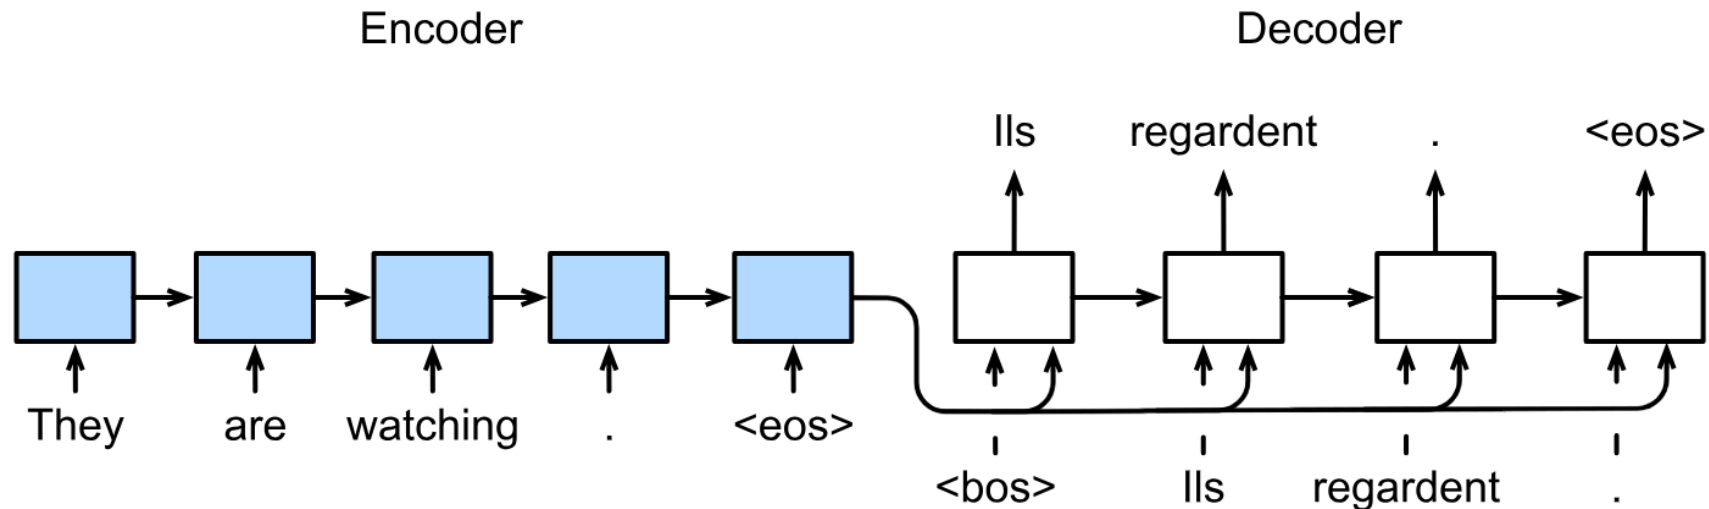 Encoder Decoder
Ils regardent . <eos>
They are watching . <eos>
<bos> Ils regardent .